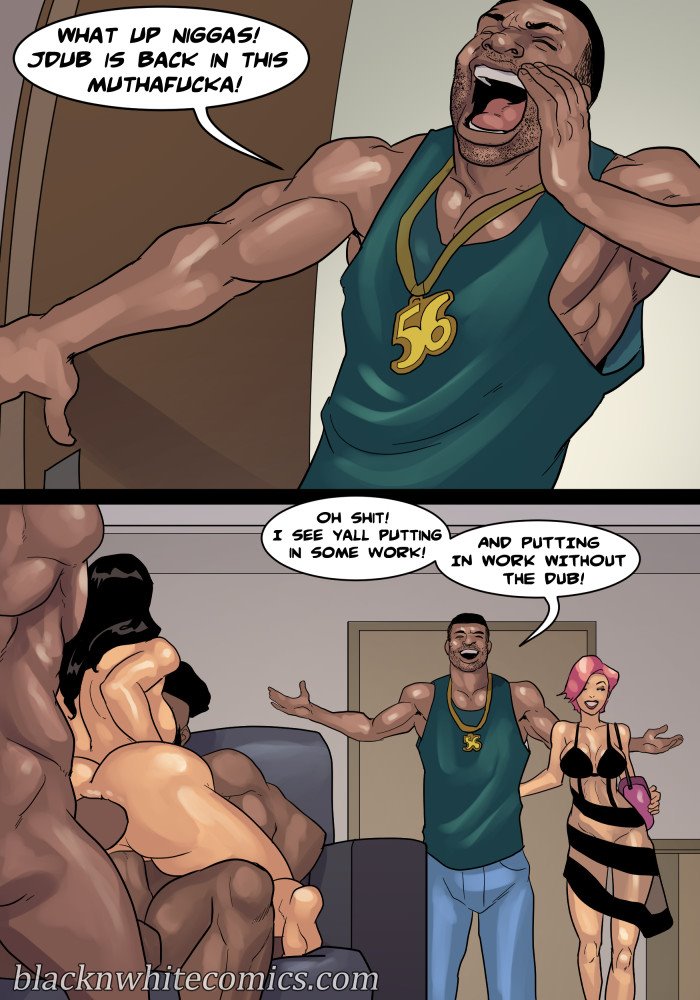 WHAT UP NIGGAS!
JDUB IS BACK IN THIS
MUTHAFUCKA!
56
OH SHIT!
I SEE YALL PUTTING
IN SOME WORK!
AND PUTTING
IN WORK WITHOUT
THE DUB!
56
blacknwhitecomics.com